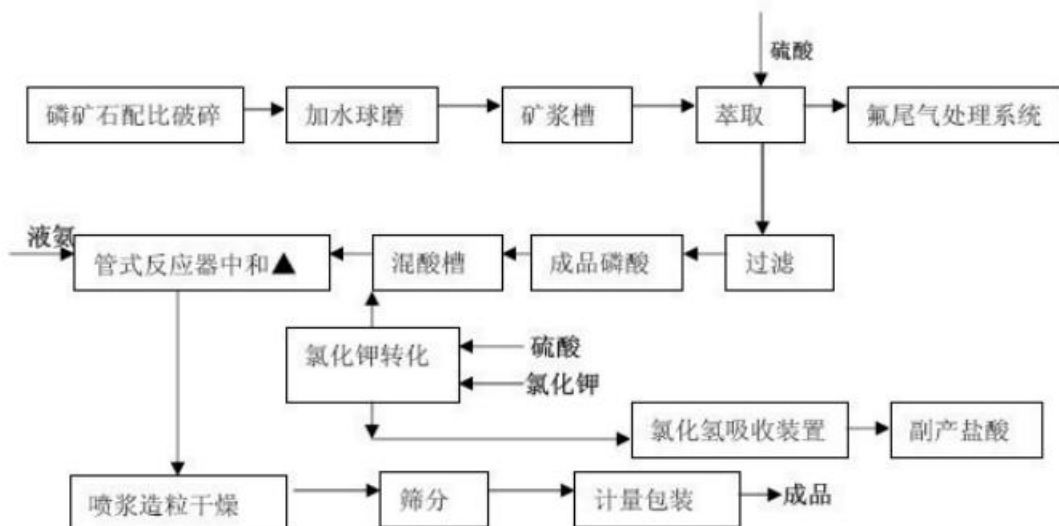 硫酸
磷矿石配比破碎
加水球磨
矿浆槽
萃取
氟尾气处理系统
液氨
管式反应器中和▲
混酸槽
成品磷酸
过滤
氯化钾转化
硫酸
氯化钾
氯化氢吸收装置
副产盐酸
喷浆造粒干燥
筛分
计量包装
成品